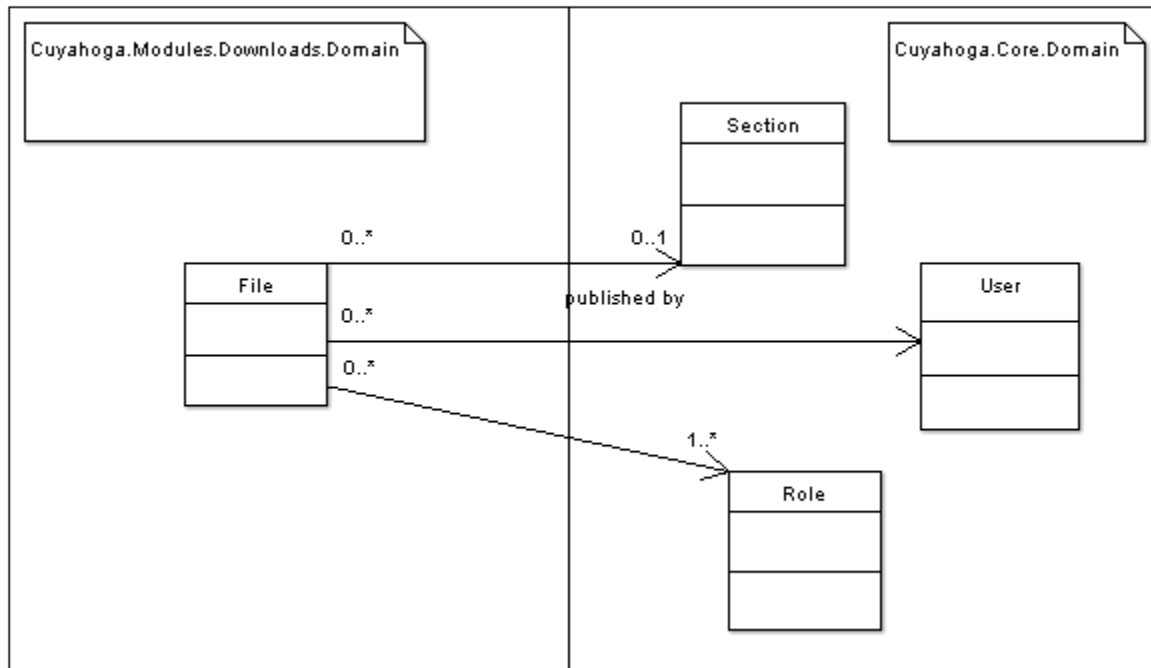 Cuyahoga.Modules.Downloads.Domain
Cuyahoga.Core.Domain
Section
0..*
0..1
File
published by
User
0..*
0..*
1..*
Role